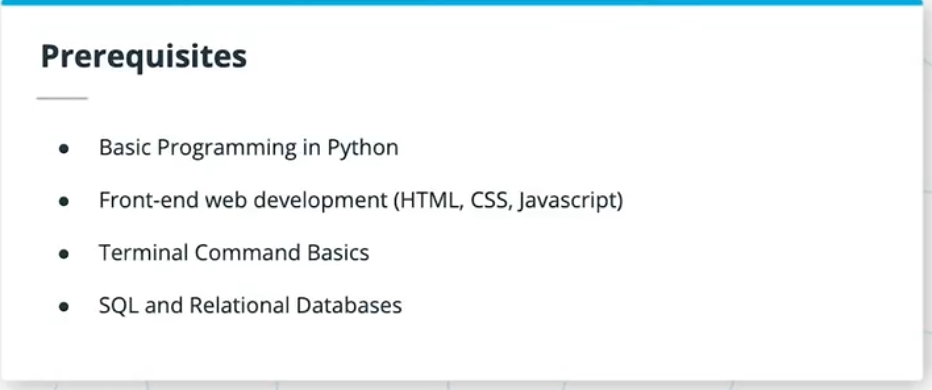 Prerequisites
● Basic Programming in Python
● Front-end web development (HTML, CSS, Javascript)
● Terminal Command Basics
● SQL and Relational Databases